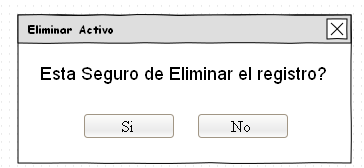 Eliminar Activo
Esta Seguro de Eliminar el registro?
Si No